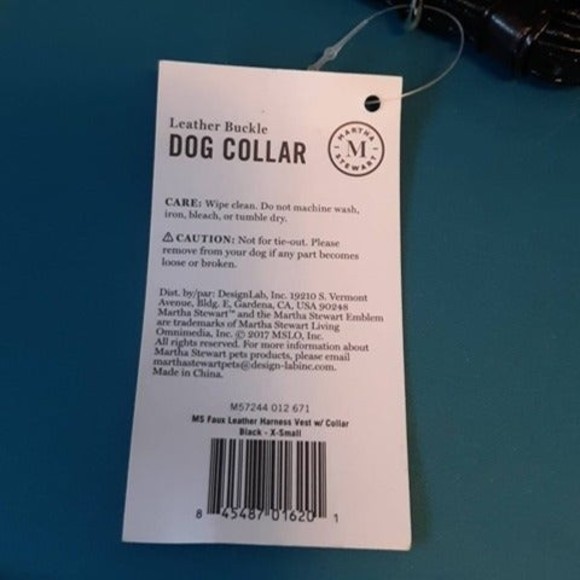 Leather Buckle
DOG COLLAR
MARTHA
M
STEWART
CARE: Wipe clean. Do not machine wash,
iron, bleach, or tumble dry.
⚠ CAUTION: Not for tie-out. Please
remove from your dog if any part becomes
loose or broken.
Dist. by/par: DesignLab, Inc. 19210 S. Vermont
Avenue, Bldg. E, Gardena, CA, USA 90248
Martha Stewart™ and the Martha Stewart Emblem
are trademarks of Martha Stewart Living
Omnimedia, Inc. © 2017 MSLO, Inc.
All rights reserved. For more information about
Martha Stewart pets products, please email
marthastewartpets@design-labinc.com.
Made in China.
MS7244 012 671
MS Faux Leather Harness Vest w/ Collar
Black - X-Small
8 45487 01620 1